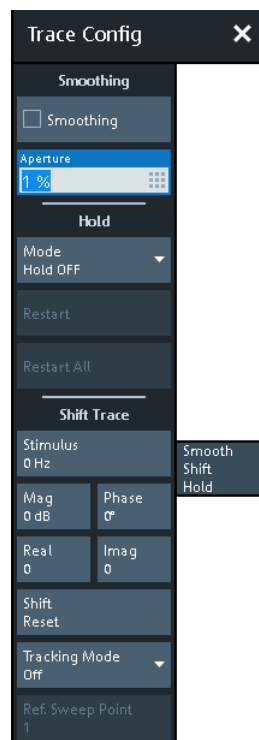 Trace Config
Smoothing
Smoothing
Aperture
1 %
Hold
Mode
Hold OFF
Restart
Restart All
Shift Trace
Stimulus
0 Hz
Mag
0 dB
Phase
0°
Real
0
Imag
0
Shift
Reset
Tracking Mode
Off
Ref. Sweep Point
1
Smooth
Shift
Hold